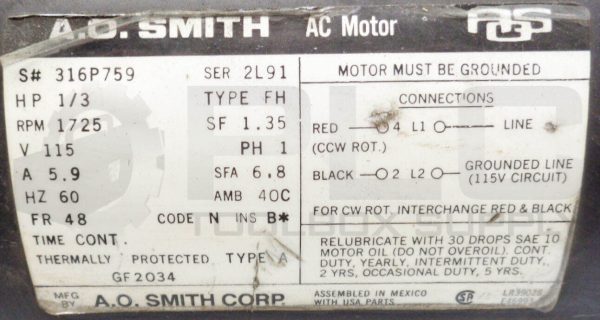 A.O. SMITH AC Motor AOS
S# 316P759 SER 2L91
HP 1/3 TYPE FH
RPM 1725 SF 1.35
V 115 PH 1
A 5.9 SFA 6.8
HZ 60 AMB 40C
FR 48 CODE N INS B*
TIME CONT.
THERMALLY PROTECTED TYPE A
GF2034
MOTOR MUST BE GROUNDED
CONNECTIONS
RED 4 L1 LINE
(CCW ROT.)
BLACK 2 L2 GROUNDED LINE
(115V CIRCUIT)
FOR CW ROT. INTERCHANGE RED & BLACK
RELUBRICATE WITH 30 DROPS SAE 10
MOTOR OIL (DO NOT OVEROIL). CONT.
DUTY, YEARLY, INTERMITTENT DUTY,
2 YRS, OCCASIONAL DUTY, 5 YRS.
MFG BY A.O. SMITH CORP.
ASSEMBLED IN MEXICO
WITH USA PARTS
PLC
TOOLBOX SUPPLY